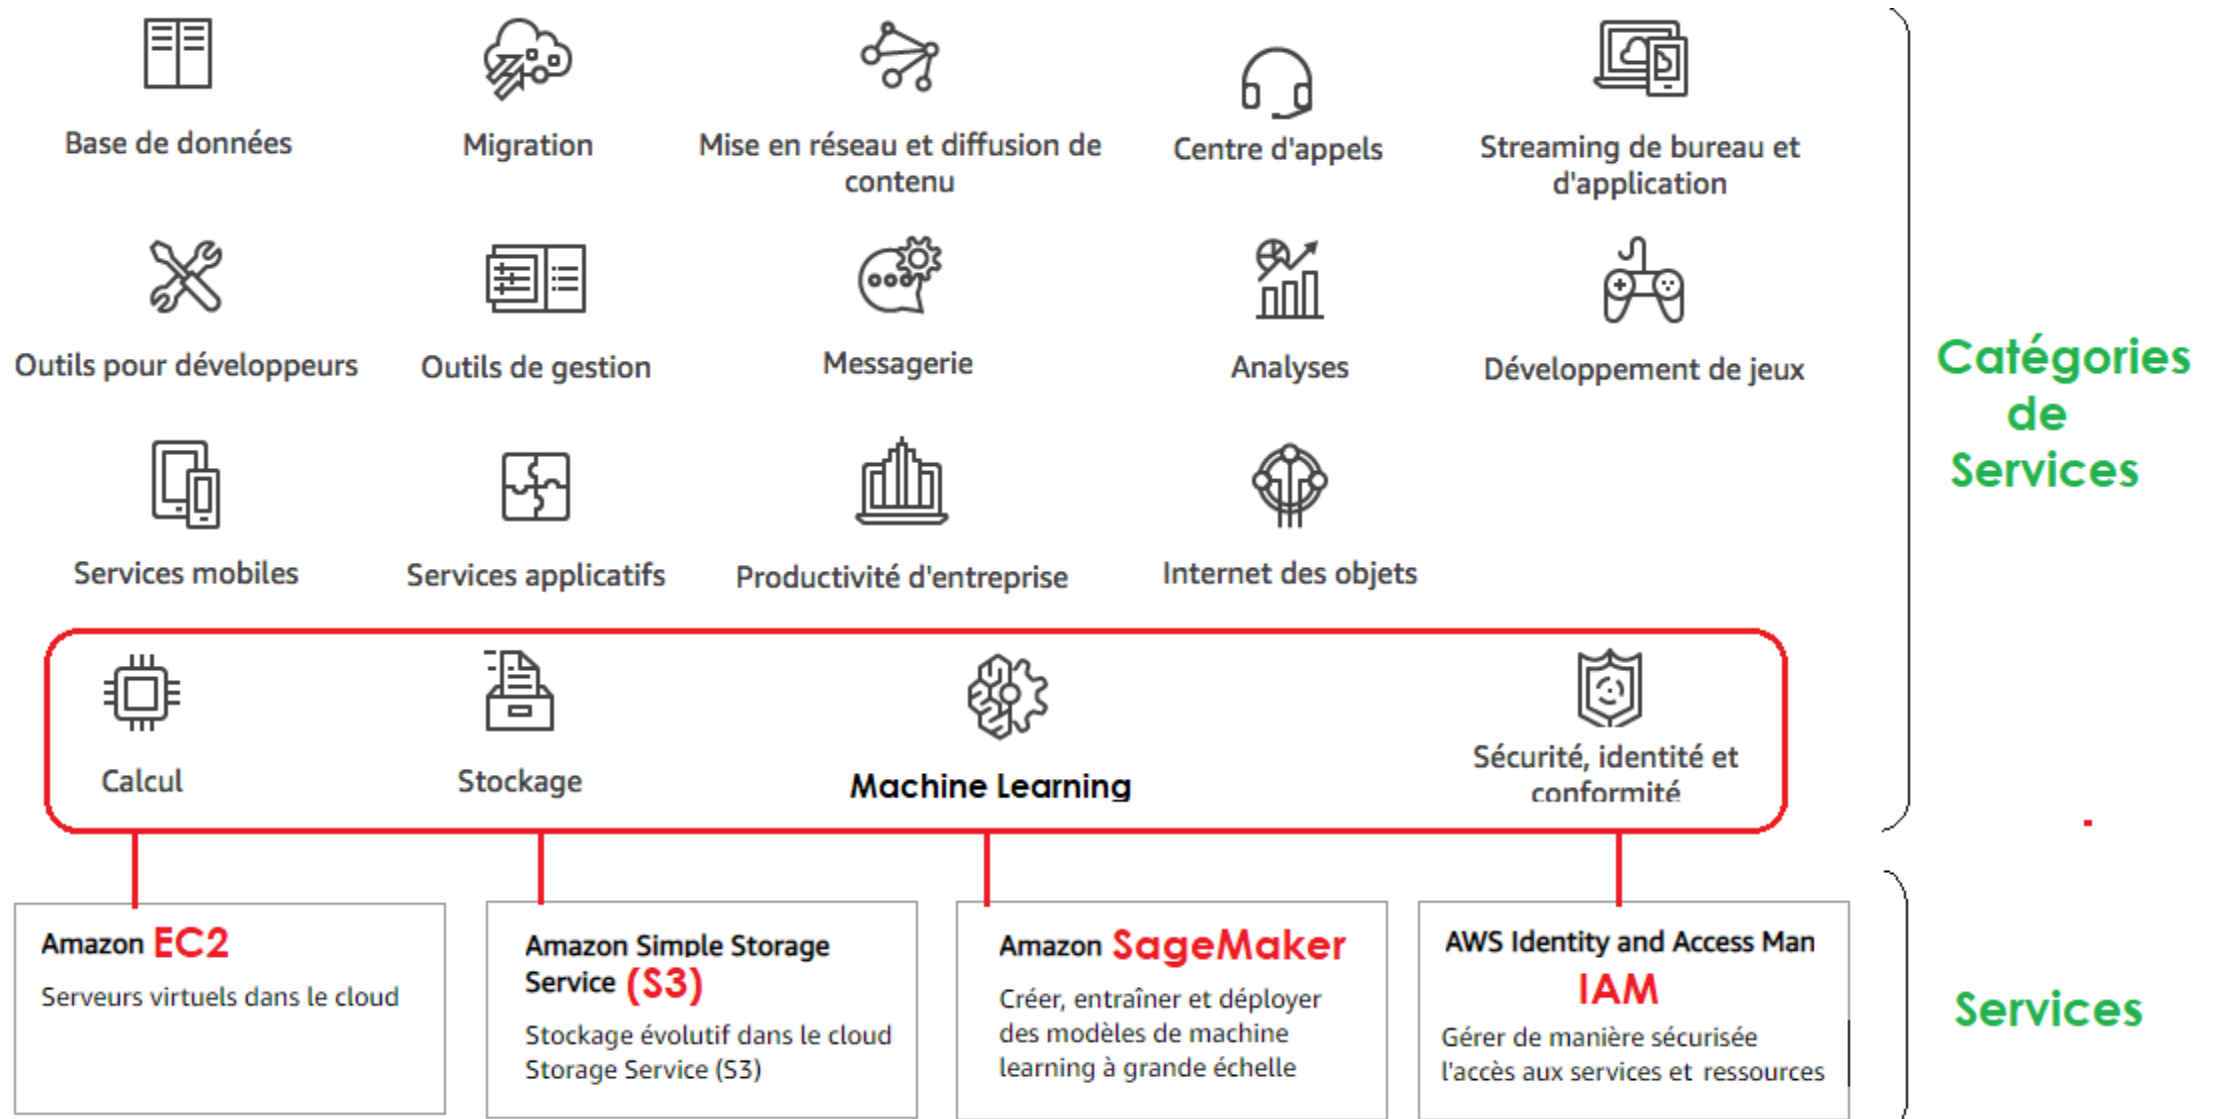 Base de données
Migration
Mise en réseau et diffusion de
contenu
Centre d'appels
Streaming de bureau et
d'application
Outils pour développeurs
Outils de gestion
Messagerie
Analyses
Développement de jeux
Services mobiles
Services applicatifs
Productivité d'entreprise
Internet des objets
Calcul
Stockage
Machine Learning
Sécurité, identité et
conformité
Catégories
de
Services
Amazon EC2
Serveurs virtuels dans le cloud
Amazon Simple Storage
Service (S3)
Stockage évolutif dans le cloud
Storage Service (S3)
Amazon SageMaker
Créer, entraîner et déployer
des modèles de machine
learning à grande échelle
AWS Identity and Access Man
IAM
Gérer de manière sécurisée
l'accès aux services et ressources
Services